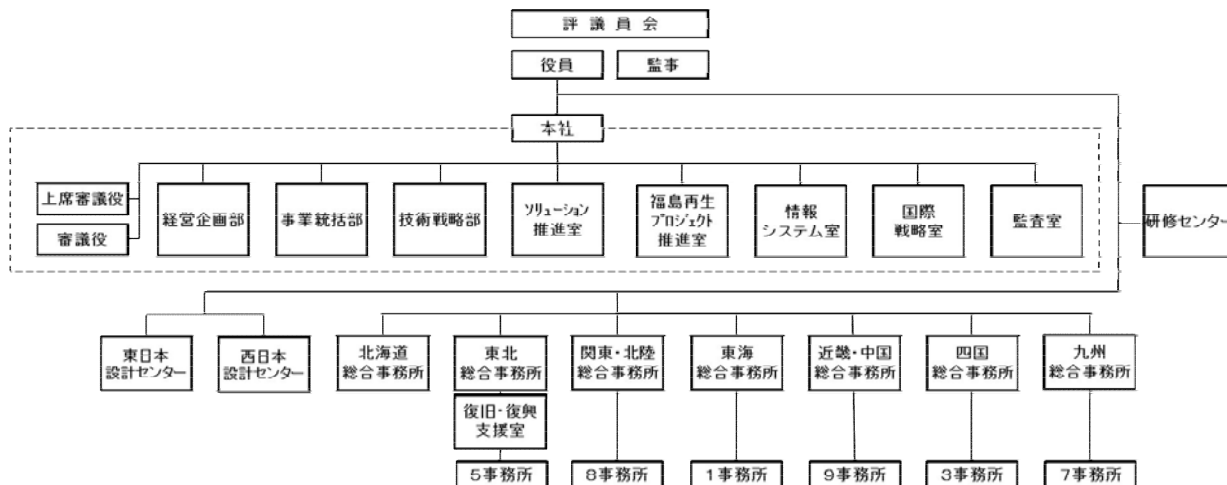 評議員会
役員
監事
本社
上席審議役
審議役
経営企画部
事業統括部
技術戦略部
ソリューション
推進室
福島再生
プロジェクト
推進室
情報
システム室
国際
戦略室
監査室
研修センター
東日本
設計センター
西日本
設計センター
北海道
総合事務所
東北
総合事務所
関東・北陸
総合事務所
東海
総合事務所
近畿・中国
総合事務所
四国
総合事務所
九州
総合事務所
復旧・復興
支援室
5事務所
8事務所
1事務所
9事務所
3事務所
7事務所